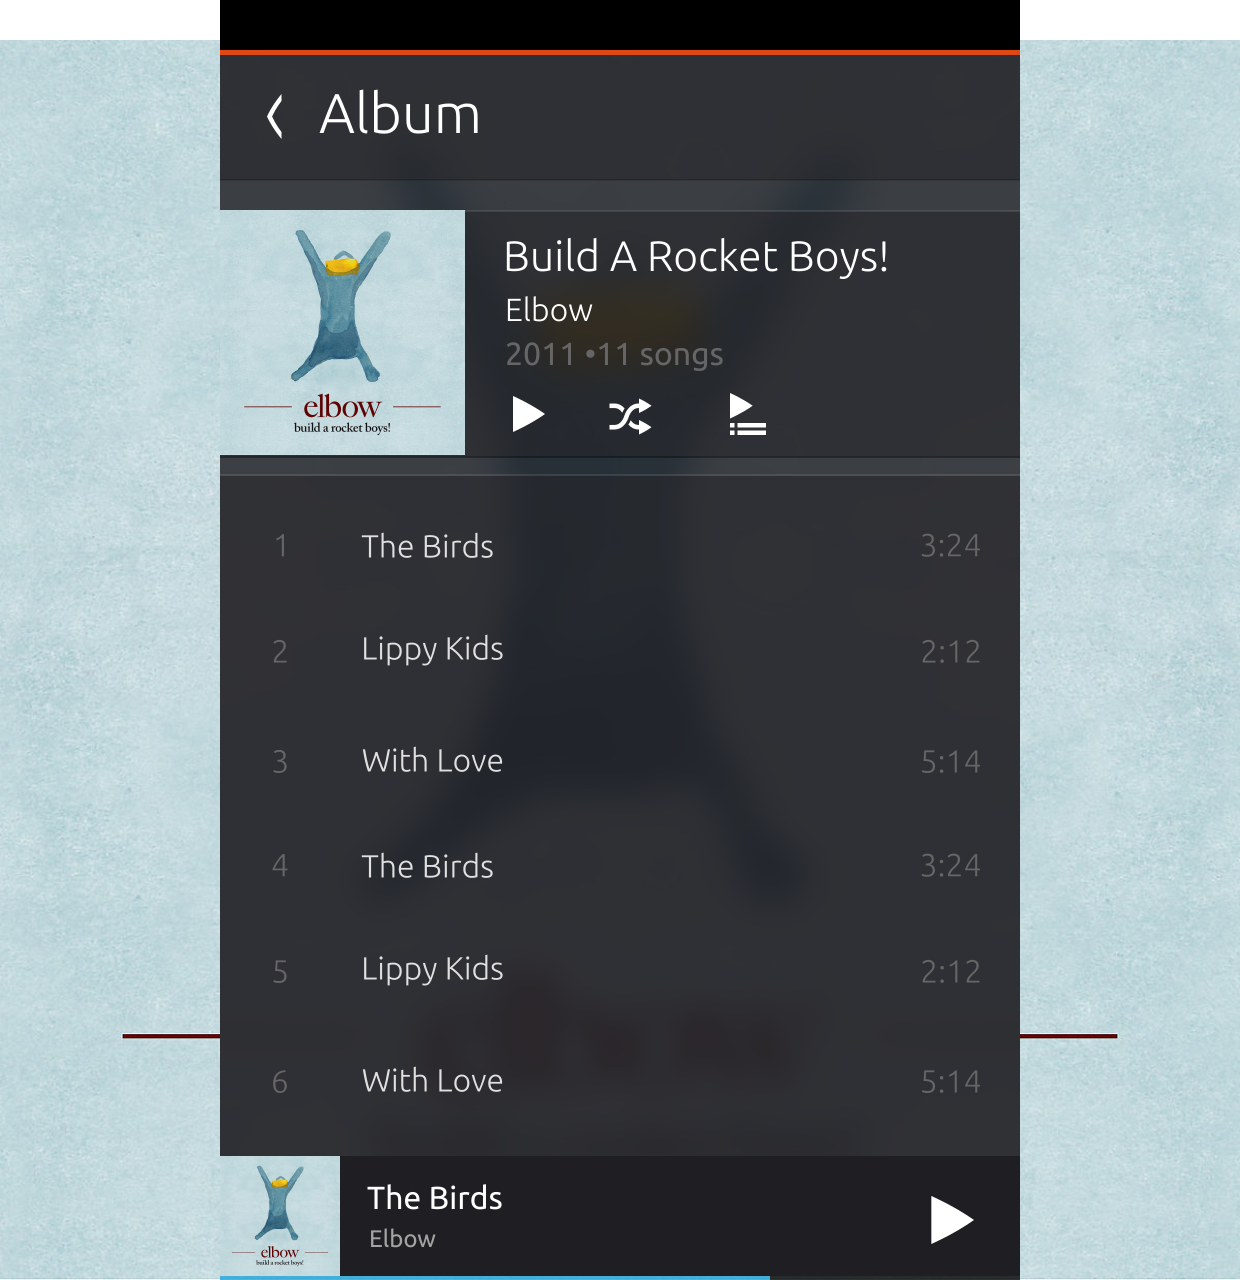 Album
elbow
build a rocket boys!
Build A Rocket Boys!
Elbow
2011 •11 songs
1 The Birds 3:24
2 Lippy Kids 2:12
3 With Love 5:14
4 The Birds 3:24
5 Lippy Kids 2:12
6 With Love 5:14
elbow
build a rocket boys!
The Birds
Elbow